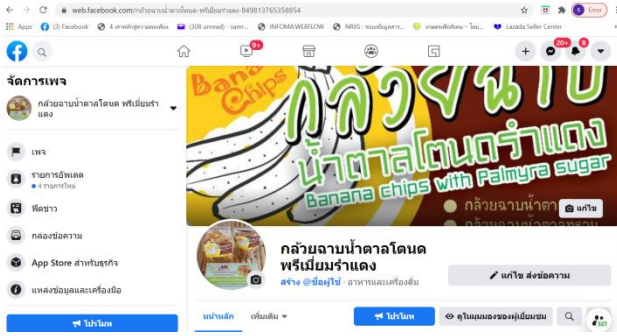 web.facebook.com/กล้วยฉาบน้ำตาลโตนด-พรีเมี่ยมรำแดง-849813765358854
Error
Apps
(3) Facebook
(308 unread) - samr...
INFOMAWEBFLOW
Lazada Seller Center
9+
20+
8
จัดการเพจ
กล้วยฉาบน้ำตาลโตนด พรีเมี่ยมรำ
แดง
เพจ
รายการอัพเดต
4 รายการใหม่
ฟีดข่าว
กล่องข้อความ
App Store สำหรับธุรกิจ
แหล่งข้อมูลและเครื่องมือ
โปรโมท
Banana
Chips
กล้วยฉาบ
น้ำตาลโตนดรำแดง
Banana chips with Palmyra sugar
กล้วยฉาบน้ำตา
แก้ไข
กล้วยฉาบน้ำตาลโตนด
พรีเมี่ยมรำแดง
สร้าง @ชื่อผู้ใช้ · อาหารและเครื่องดื่ม
แก้ไข ส่งข้อความ
หน้าหลัก
เพิ่มเติม
โปรโมท
ดูในมุมมองของผู้เยี่ยมชม
527